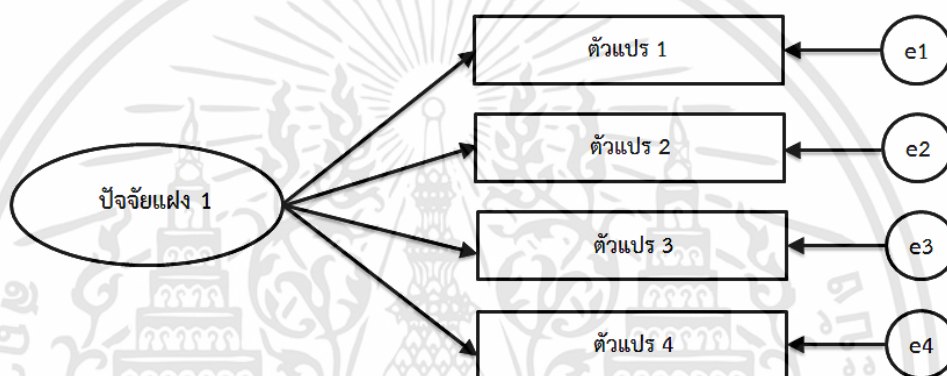 ตัวแปร 1
e1
ตัวแปร 2
e2
ปัจจัยแฝง 1
ตัวแปร 3
e3
ตัวแปร 4
e4